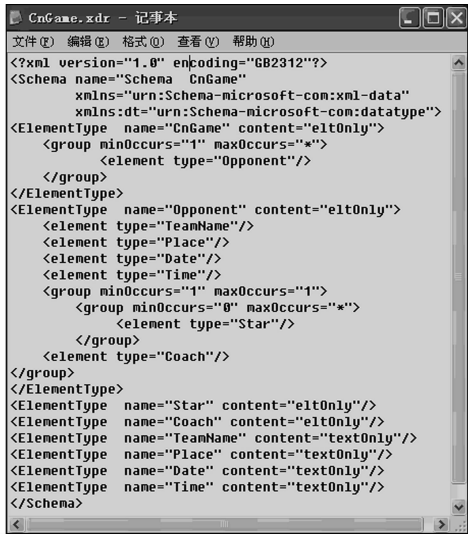 CnGame.xdr - 记事本
文件(F) 编辑(E) 格式(O) 查看(V) 帮助(H)
<?xml version="1.0" encoding="GB2312"?>
<Schema name="Schema  CnGame"
        xmlns="urn:Schema-microsoft-com:xml-data"
        xmlns:dt="urn:Schema-microsoft-com:datatype">
<ElementType  name="CnGame" content="eltOnly">
    <group minOccurs="1" maxOccurs="*">
           <element type="Opponent"/>
    </group>
</ElementType>
<ElementType  name="Opponent" content="eltOnly">
    <element type="TeamName"/>
    <element type="Place"/>
    <element type="Date"/>
    <element type="Time"/>
    <group minOccurs="1" maxOccurs="1">
        <group minOccurs="0" maxOccurs="*">
             <element type="Star"/>
        </group>
    <element type="Coach"/>
</group>
</ElementType>
<ElementType  name="Star" content="eltOnly"/>
<ElementType  name="Coach" content="eltOnly"/>
<ElementType  name="TeamName" content="textOnly"/>
<ElementType  name="Place" content="textOnly"/>
<ElementType  name="Date" content="textOnly"/>
<ElementType  name="Time" content="textOnly"/>
</Schema>